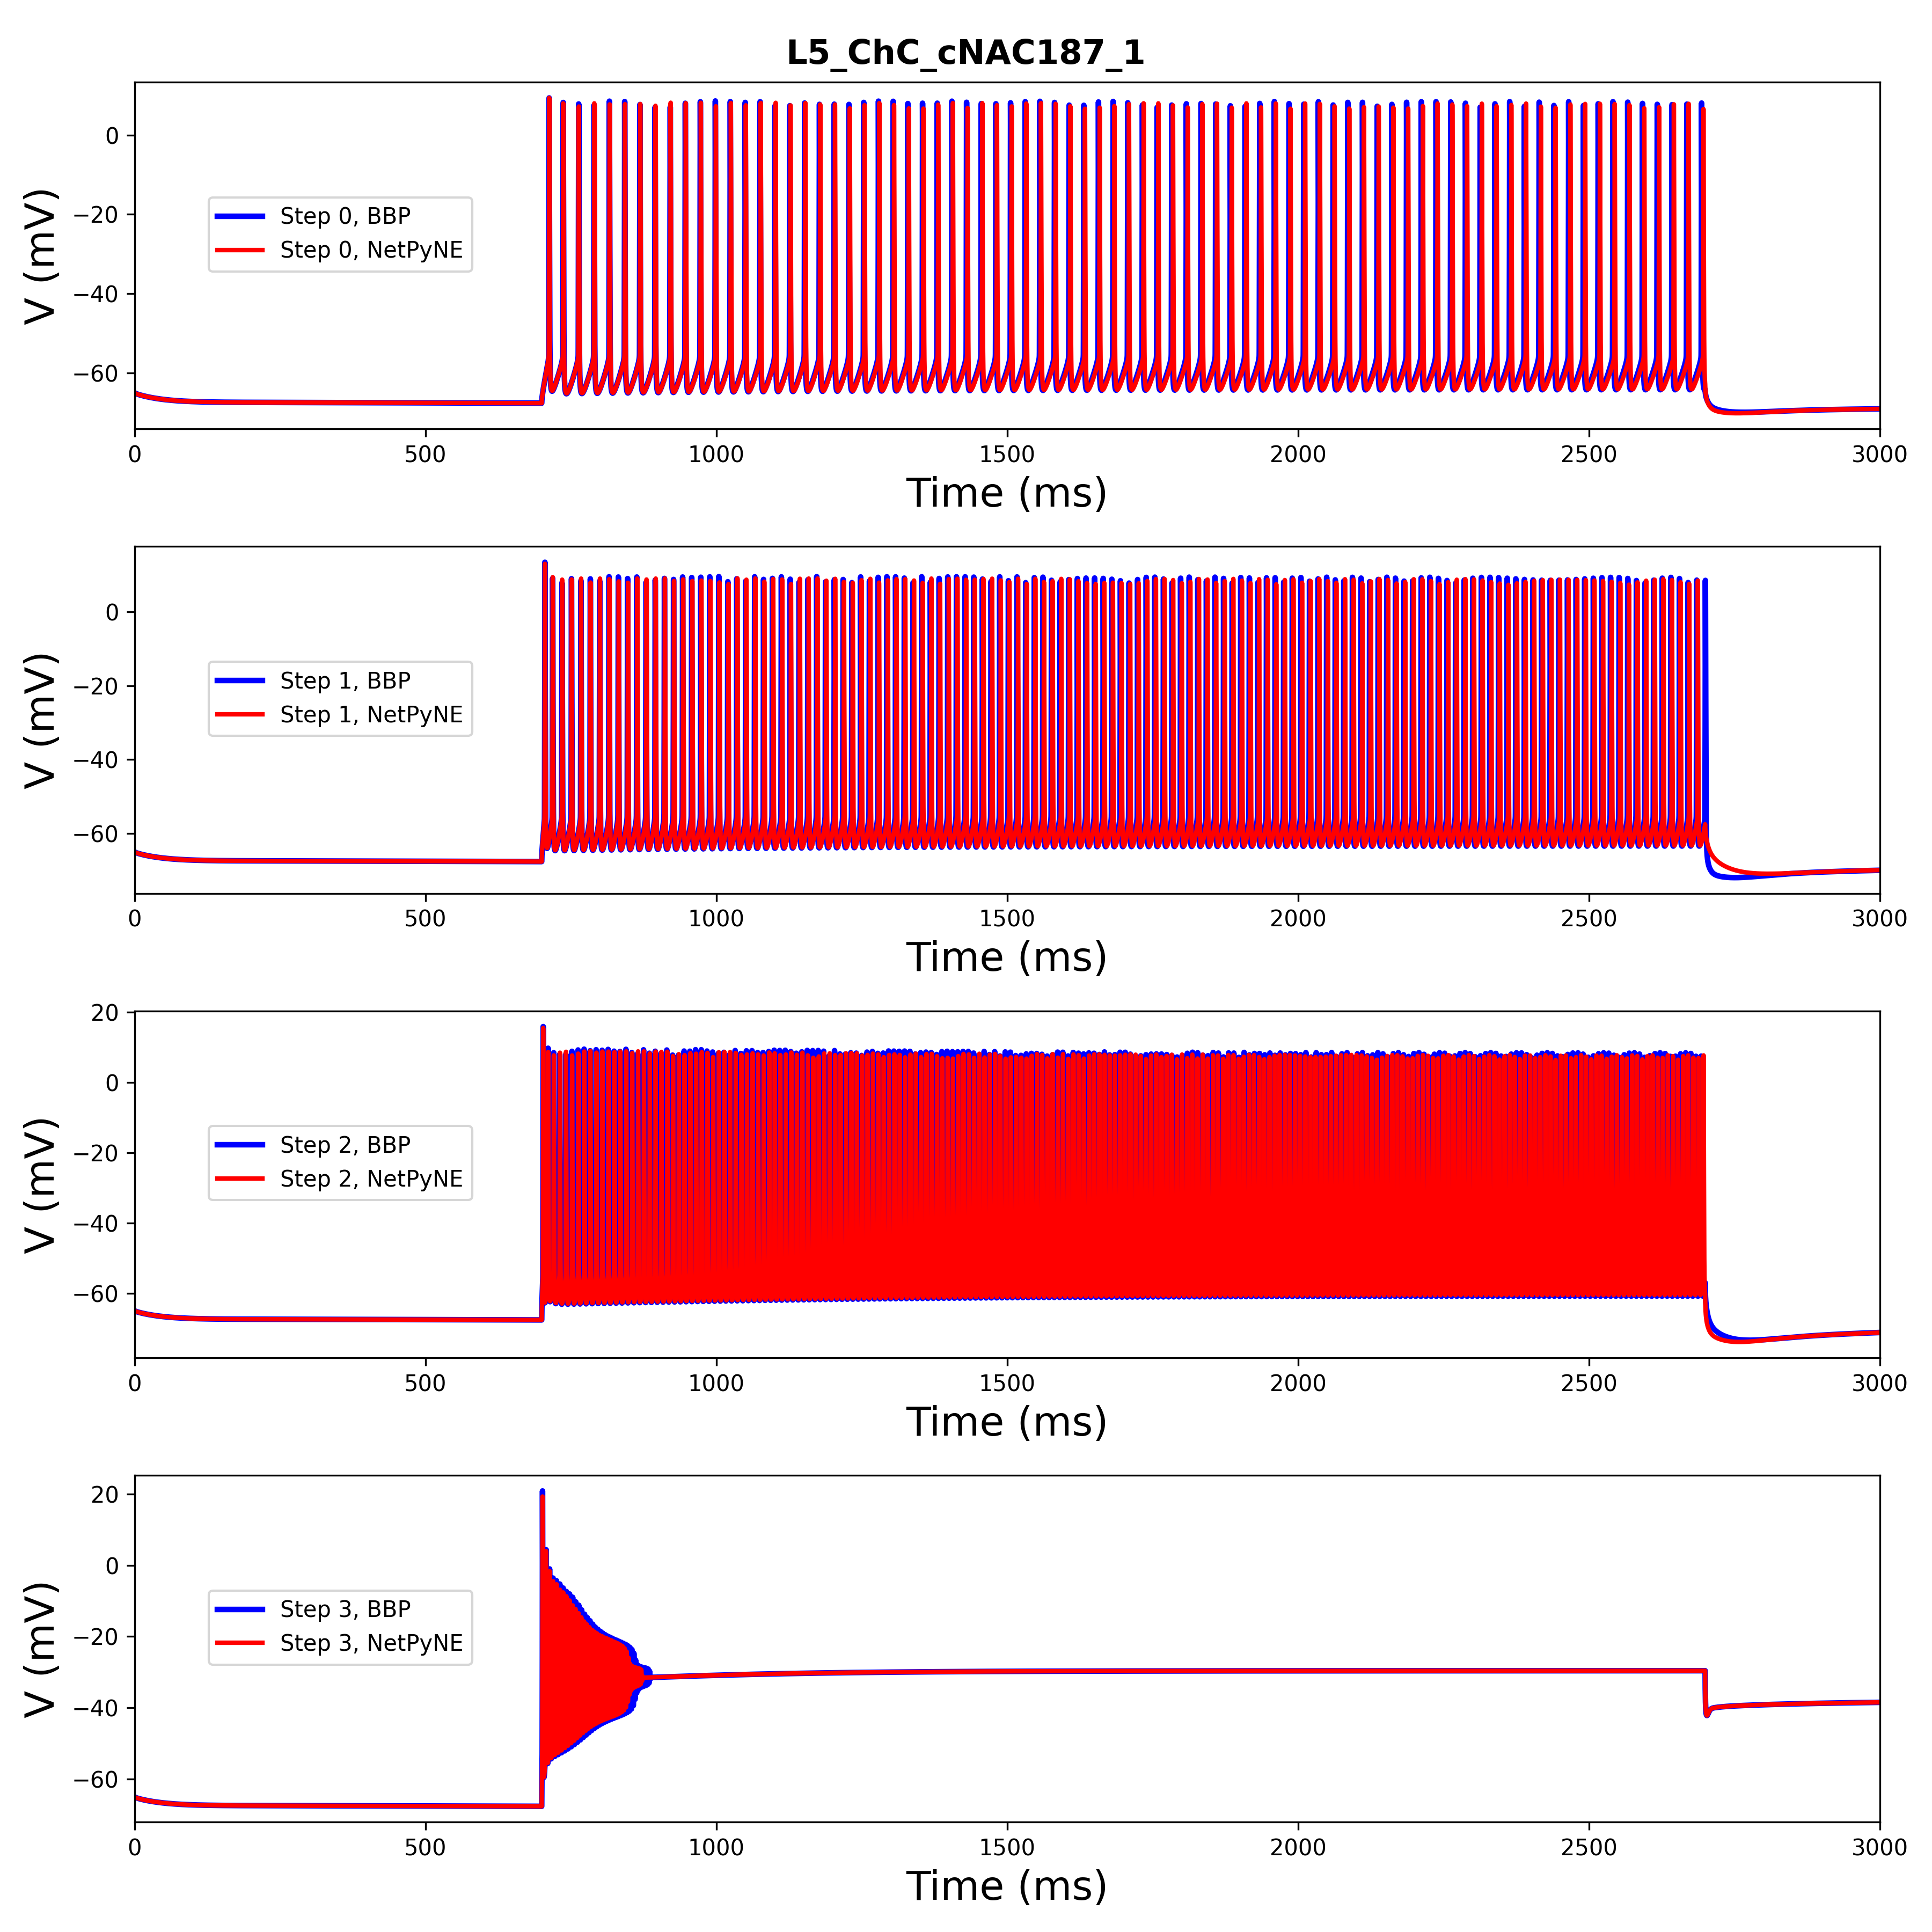 L5_ChC_cNAC187_1
0
−20
−40
−60
V (mV)
Step 0, BBP
Step 0, NetPyNE
0 500 1000 1500 2000 2500 3000
Time (ms)
0
−20
−40
−60
V (mV)
Step 1, BBP
Step 1, NetPyNE
0 500 1000 1500 2000 2500 3000
Time (ms)
20
0
−20
−40
−60
V (mV)
Step 2, BBP
Step 2, NetPyNE
0 500 1000 1500 2000 2500 3000
Time (ms)
20
0
−20
−40
−60
V (mV)
Step 3, BBP
Step 3, NetPyNE
0 500 1000 1500 2000 2500 3000
Time (ms)